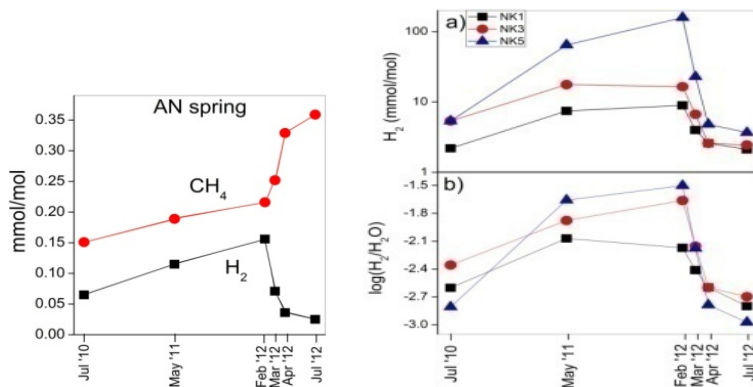 AN spring
CH4
H2
mmol/mol
0.35
0.30
0.25
0.20
0.15
0.10
0.05
0.00
Jul '10
May '11
Feb '12
Mar '12
Apr '12
Jul '12
a)
NK1
NK3
NK5
H2 (mmol/mol)
100
10
1
b)
log(H2/H2O)
-1.5
-1.8
-2.1
-2.4
-2.7
-3.0
Jul '10
May '11
Feb '12
Mar '12
Apr '12
Jul '12